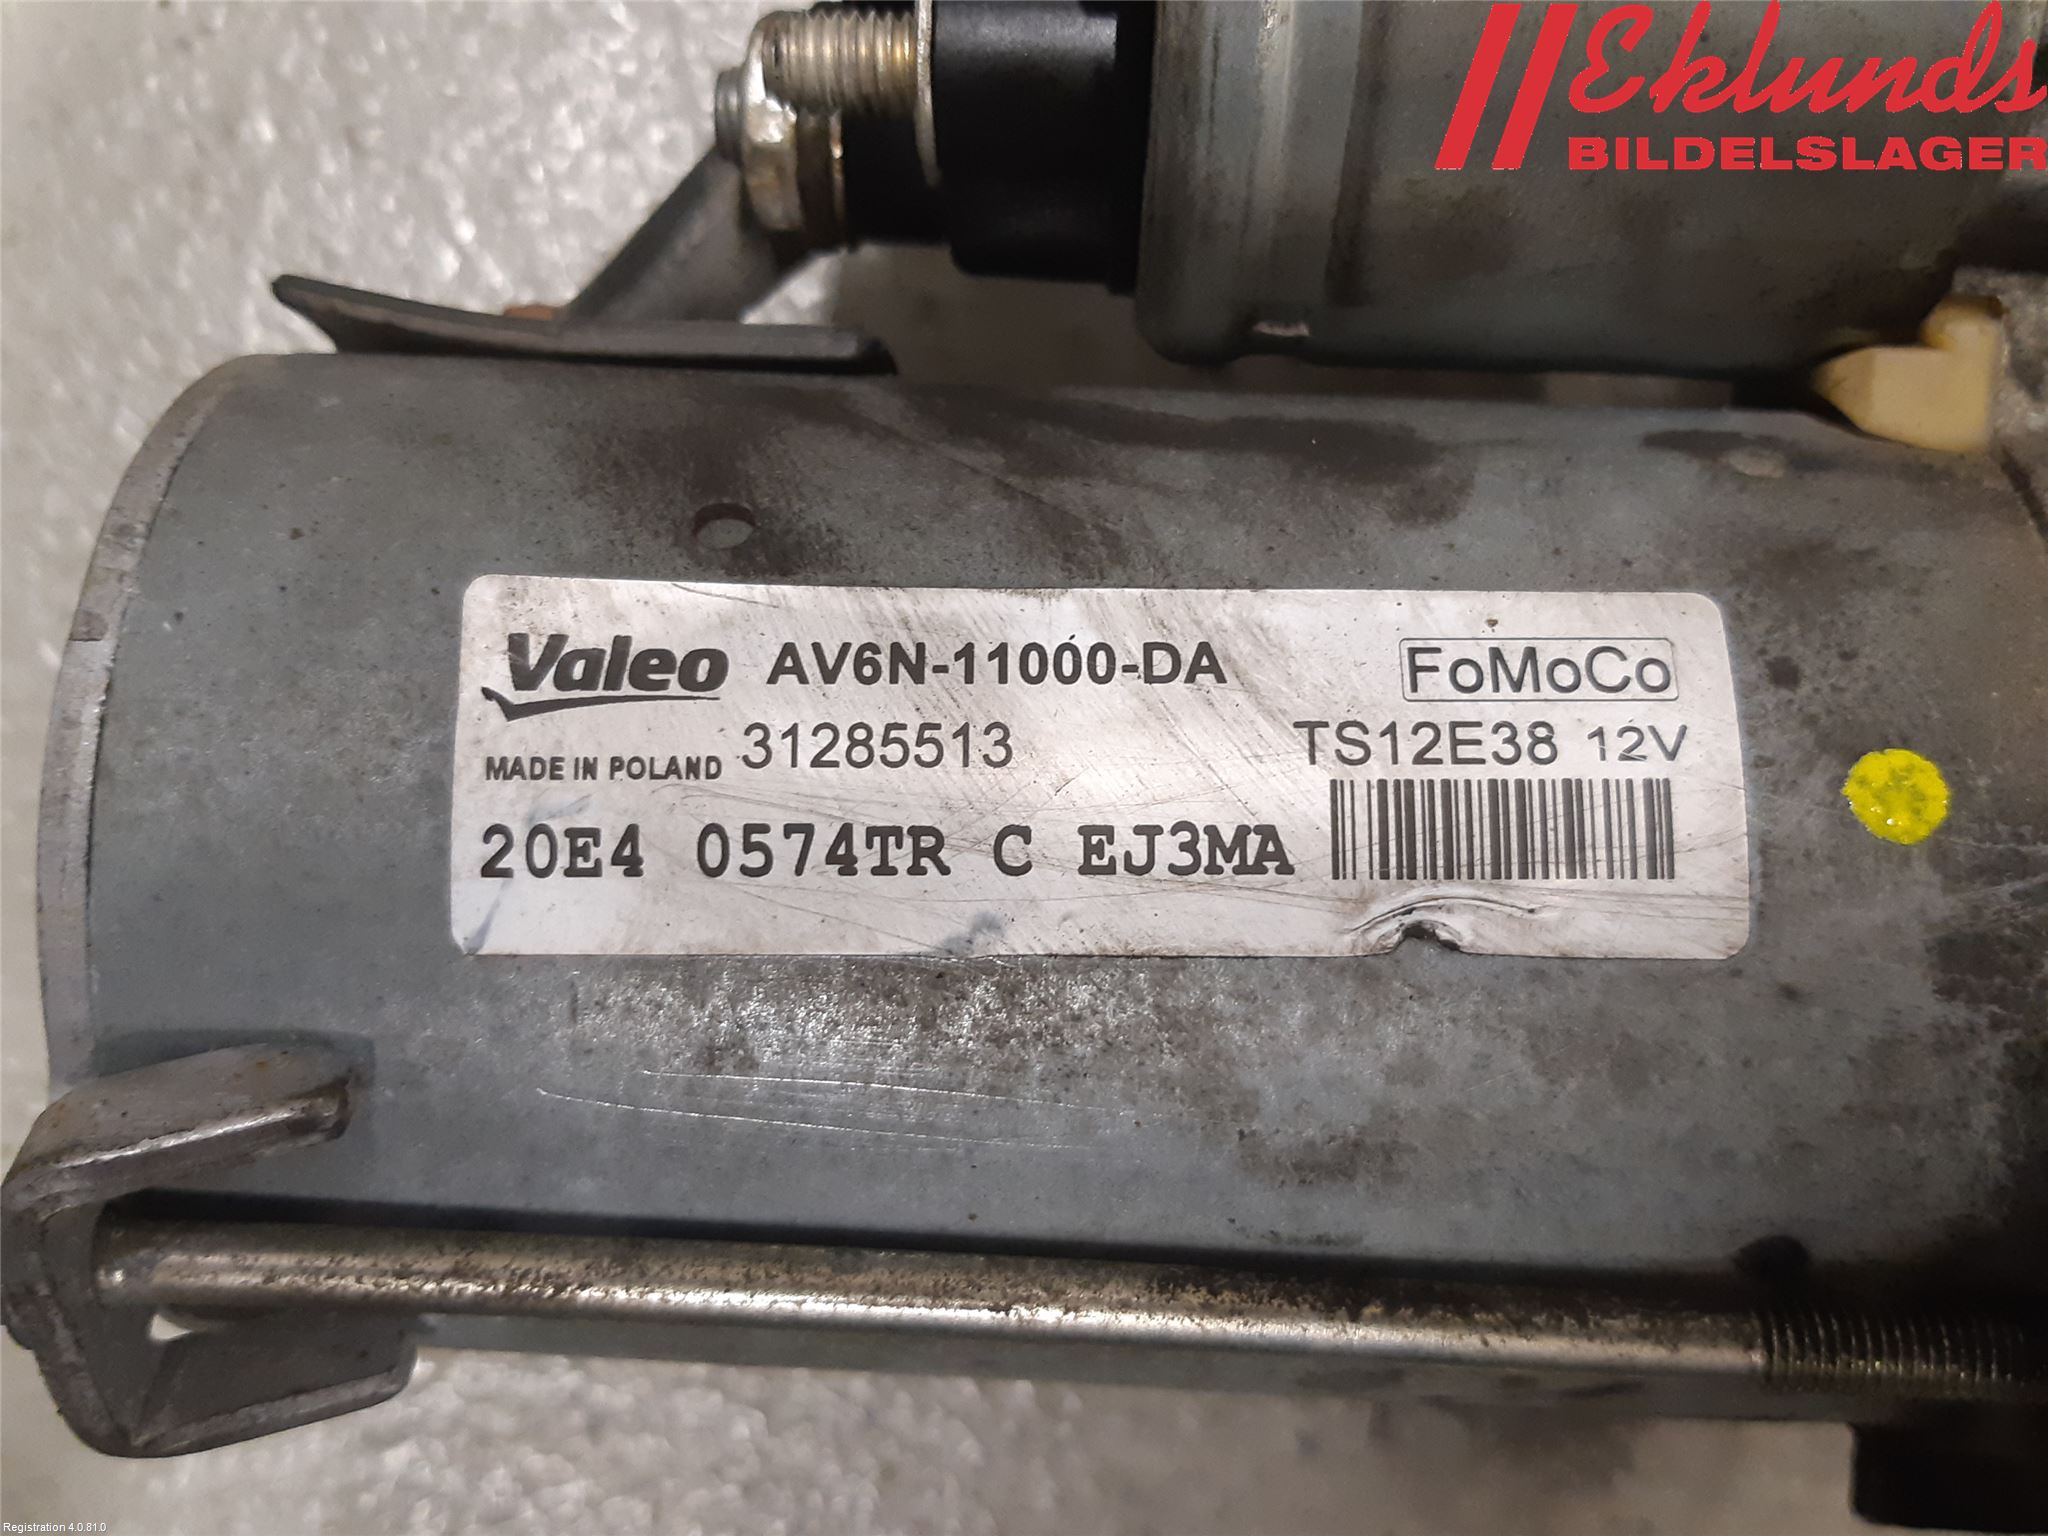 Eklunds
BILDELSLAGER
Valeo AV6N-11000-DA FoMoCo
MADE IN POLAND 31285513 TS12E38 12V
20E4 0574TR C EJ3MA
Registration 4.0.81.0